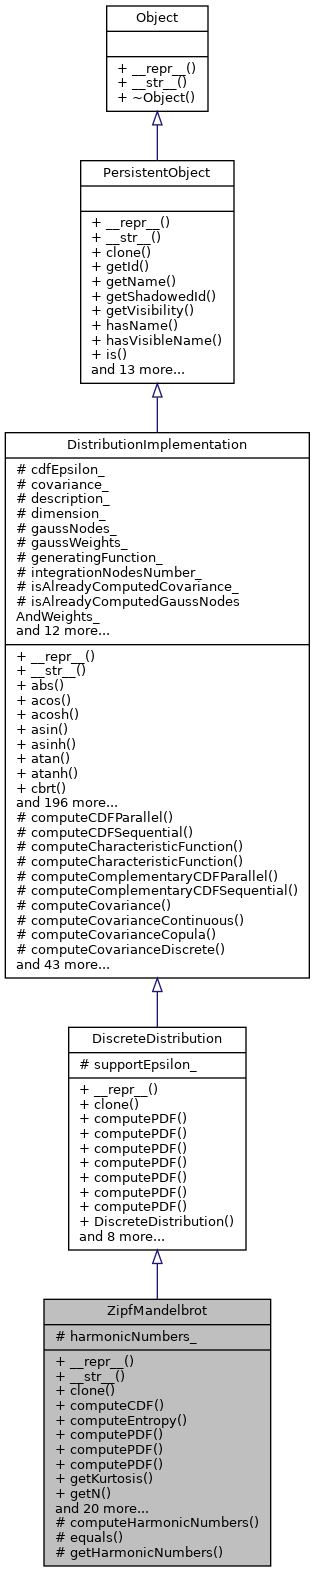 Object
+ __repr__()
+ __str__()
+ ~Object()
PersistentObject
+ __repr__()
+ __str__()
+ clone()
+ getId()
+ getName()
+ getShadowedId()
+ getVisibility()
+ hasName()
+ hasVisibleName()
+ is()
and 13 more...
DistributionImplementation
# cdfEpsilon_
# covariance_
# description_
# dimension_
# gaussNodes_
# gaussWeights_
# generatingFunction_
# integrationNodesNumber_
# isAlreadyComputedCovariance_
# isAlreadyComputedGaussNodes
AndWeights_
and 12 more...
+ __repr__()
+ __str__()
+ abs()
+ acos()
+ acosh()
+ asin()
+ asinh()
+ atan()
+ atanh()
+ cbrt()
and 196 more...
# computeCDFParallel()
# computeCDFSequential()
# computeCharacteristicFunction()
# computeCharacteristicFunction()
# computeComplementaryCDFParallel()
# computeComplementaryCDFSequential()
# computeCovariance()
# computeCovarianceContinuous()
# computeCovarianceCopula()
# computeCovarianceDiscrete()
and 43 more...
DiscreteDistribution
# supportEpsilon_
+ __repr__()
+ clone()
+ computePDF()
+ computePDF()
+ computePDF()
+ computePDF()
+ computePDF()
+ computePDF()
+ computePDF()
+ DiscreteDistribution()
and 8 more...
ZipfMandelbrot
# harmonicNumbers_
+ __repr__()
+ __str__()
+ clone()
+ computeCDF()
+ computeEntropy()
+ computePDF()
+ computePDF()
+ computePDF()
+ getKurtosis()
+ getN()
and 20 more...
# computeHarmonicNumbers()
# equals()
# getHarmonicNumbers()